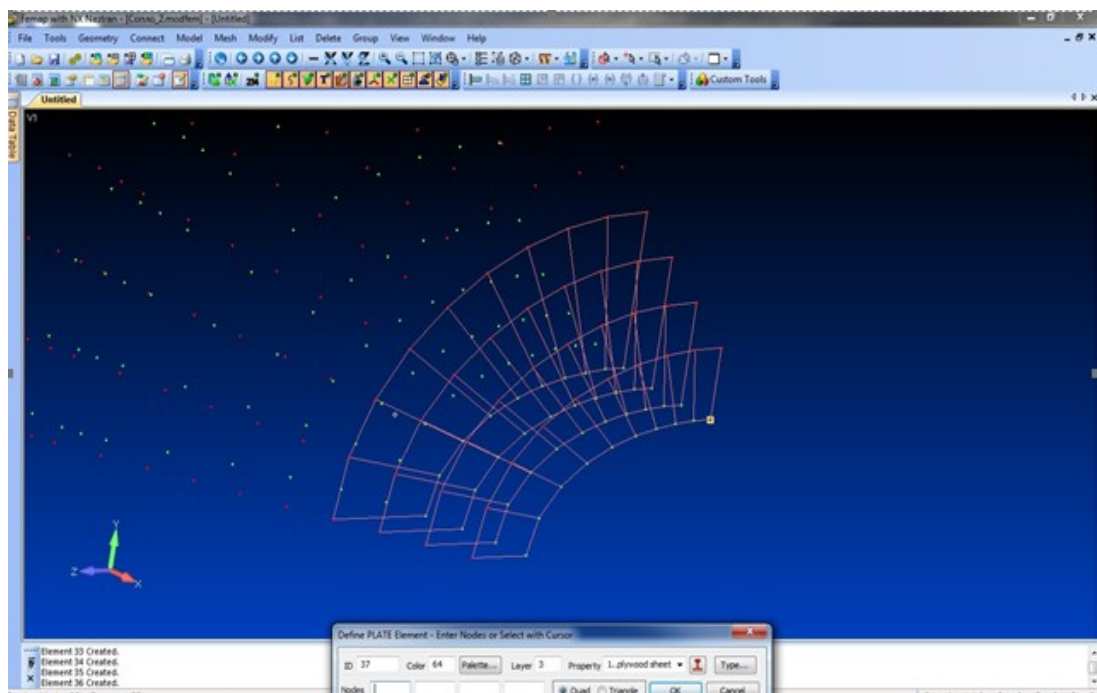 Femap with NX Nastran - [Сопло_2.modfem] - [Untitled]
File Tools Geometry Connect Model Mesh Modify List Delete Group View Window Help
Custom Tools
Untitled
Data Table
V1
Y
Z
X
Define PLATE Element - Enter Nodes or Select with Cursor
ID 37 Color 64 Palette... Layer 3 Property 1..plywood sheet Type...
Nodes Quad Triangle OK Cancel
Element 33 Created.
Element 34 Created.
Element 35 Created.
Element 36 Created.